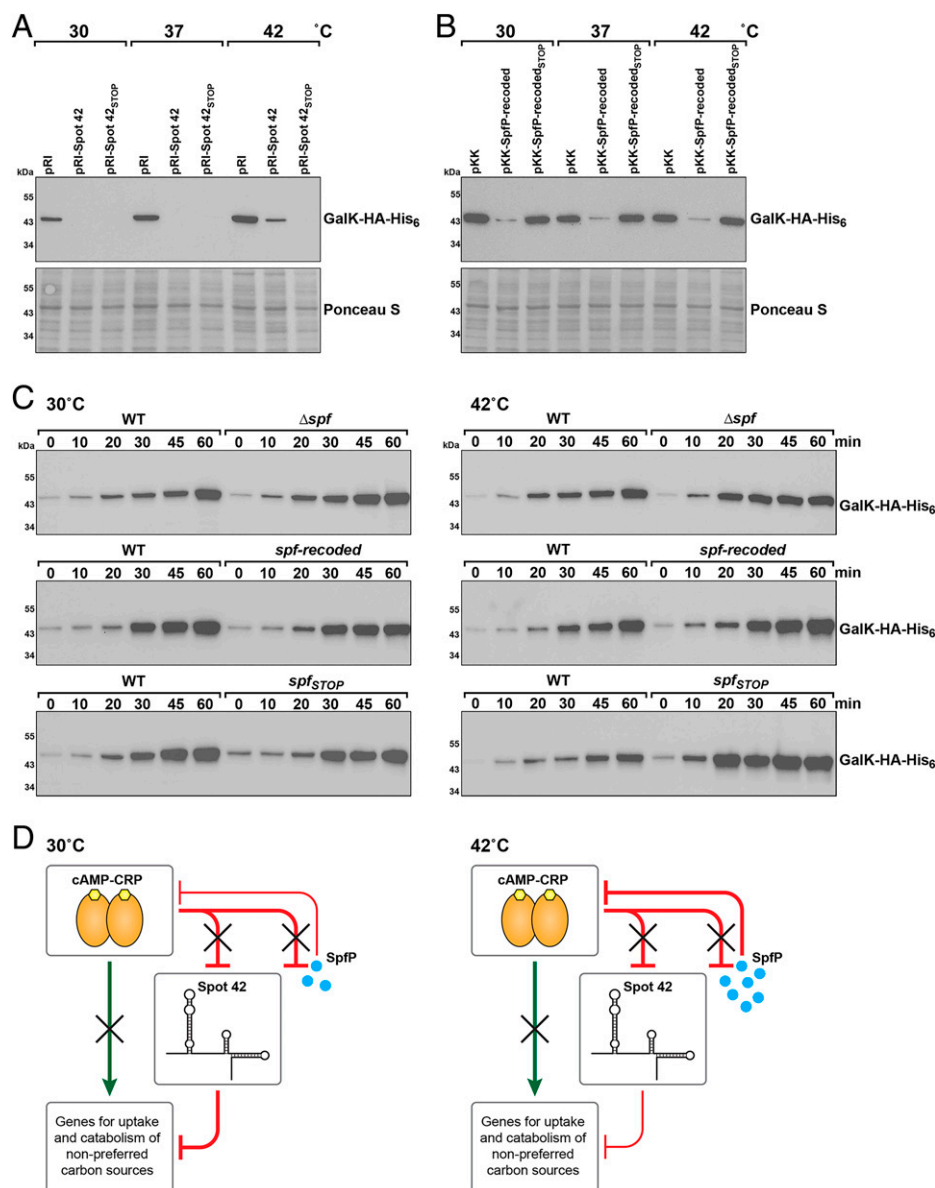 A
30 37 42 °C
pRI pRI-Spot 42 pRI-Spot 42STOP pRI pRI-Spot 42 pRI-Spot 42STOP pRI pRI-Spot 42 pRI-Spot 42STOP
kDa
55
43 GalK-HA-His6
34
55
43 Ponceau S
34
B
30 37 42 °C
pKK pKK-SpfP-recoded pKK-SpfP-recodedSTOP pKK pKK-SpfP-recoded pKK-SpfP-recodedSTOP pKK pKK-SpfP-recoded pKK-SpfP-recodedSTOP
kDa
55
43 GalK-HA-His6
34
55
43 Ponceau S
34
C 30°C
WT Δspf
0 10 20 30 45 60 0 10 20 30 45 60 min
kDa
55
43
34
WT spf-recoded
0 10 20 30 45 60 0 10 20 30 45 60 min
55
43
34
WT spfSTOP
0 10 20 30 45 60 0 10 20 30 45 60 min
55
43
34
42°C
WT Δspf
0 10 20 30 45 60 0 10 20 30 45 60 min
kDa
55
43 GalK-HA-His6
34
WT spf-recoded
0 10 20 30 45 60 0 10 20 30 45 60 min
55
43 GalK-HA-His6
34
WT spfSTOP
0 10 20 30 45 60 0 10 20 30 45 60 min
55
43 GalK-HA-His6
34
D 30°C
cAMP-CRP
SpfP
Spot 42
Genes for uptake
and catabolism of
non-preferred
carbon sources
42°C
cAMP-CRP
SpfP
Spot 42
Genes for uptake
and catabolism of
non-preferred
carbon sources